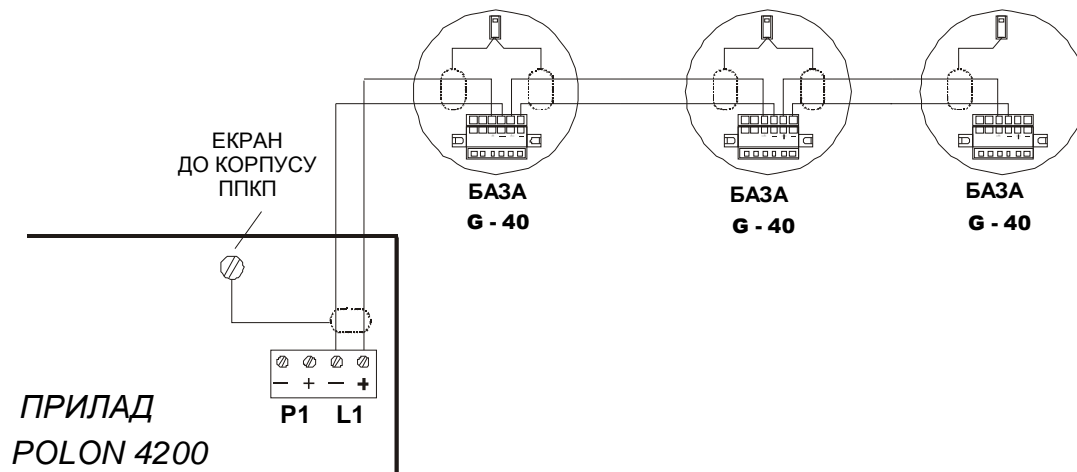 ЕКРАН
ДО КОРПУСУ
ППКП
БАЗА
G - 40
БАЗА
G - 40
БАЗА
G - 40
— + — +
P1 L1
ПРИЛАД
POLON 4200